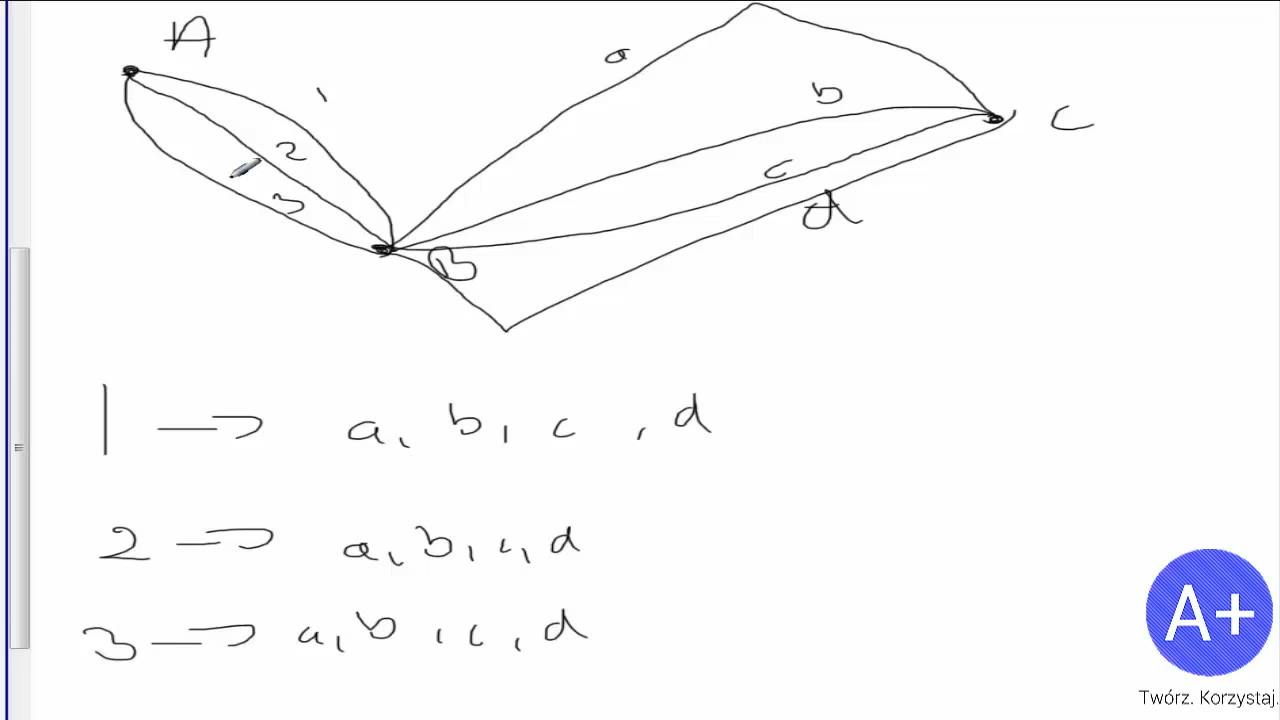 A
1
a
b
C
2
c
3
d
B
1 → a, b, c, d
2 → a, b, c, d
3 → a, b, c, d
A+
Twórz. Korzystaj.